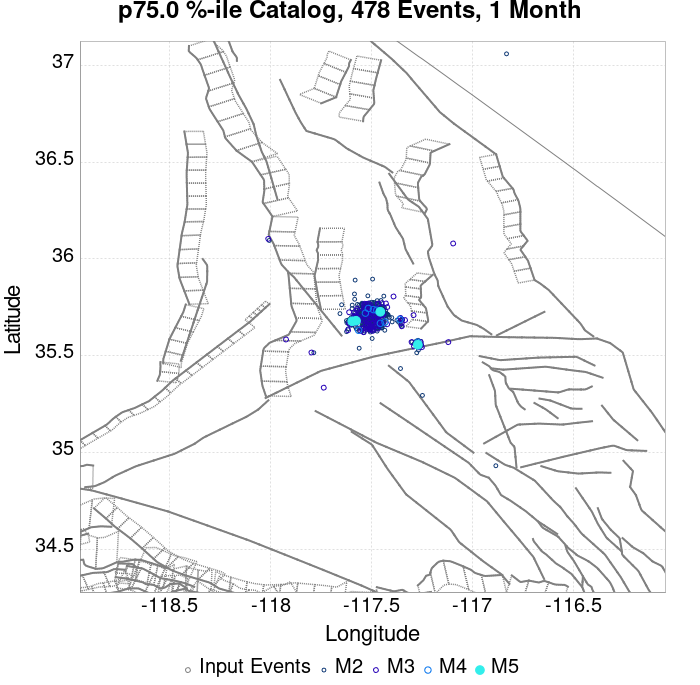 p75.0 %-ile Catalog, 478 Events, 1 Month
37
36.5
36
35.5
35
34.5
Latitude
-118.5
-118
-117.5
-117
-116.5
Longitude
Input Events
M2
M3
M4
M5